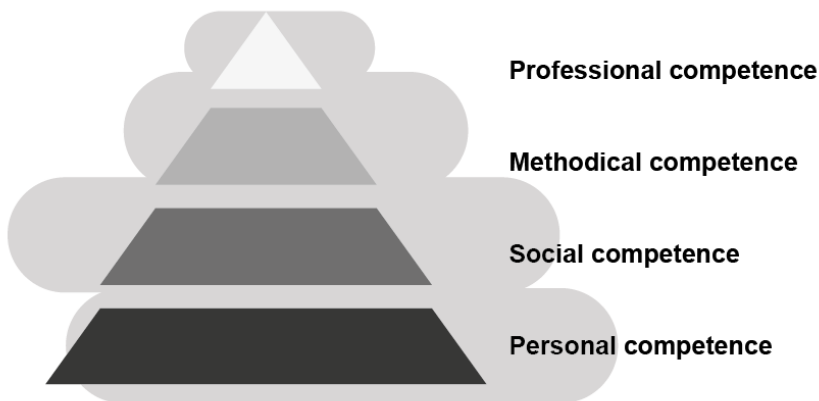 Professional competence
Methodical competence
Social competence
Personal competence